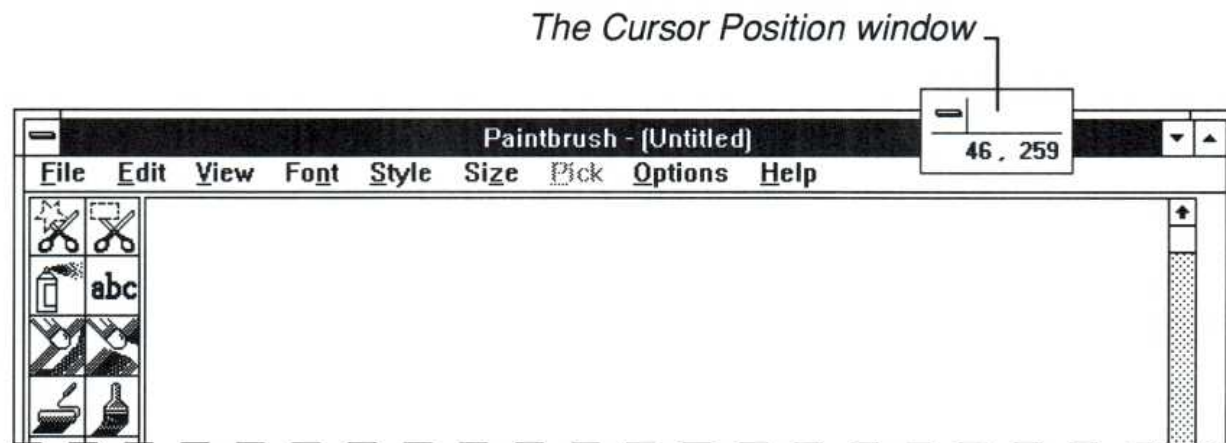 The Cursor Position window
Paintbrush - (Untitled)
46, 259
File Edit View Font Style Size Pick Options Help
abc